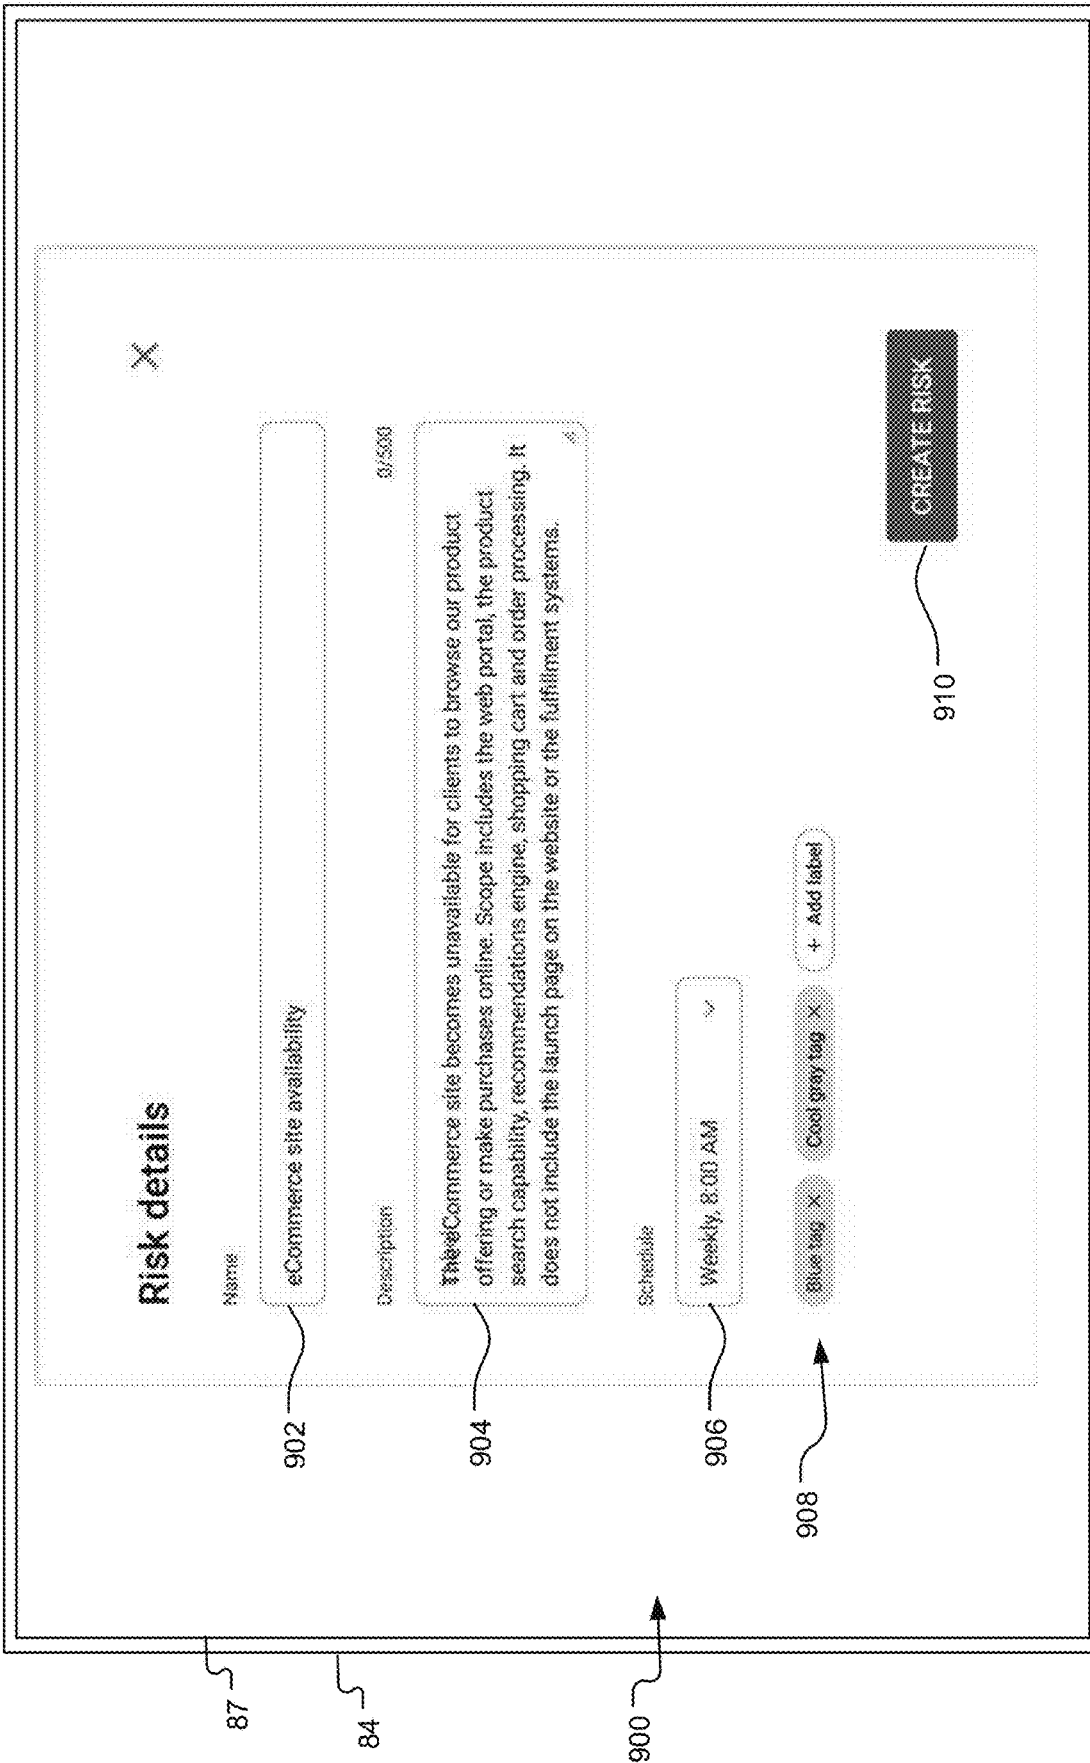 Risk details
×
Name
eCommerce site availability
Description
0/500
The eCommerce site becomes unavailable for clients to browse our product
offering or make purchases online. Scope includes the web portal, the product
search capability, recommendations engine, shopping cart and order processing. It
does not include the launch page on the website or the fulfillment systems.
Schedule
Weekly, 8:00 AM
Blue tag ×
Cool gray tag ×
+ Add label
CREATE RISK
87
84
900
902
904
906
908
910